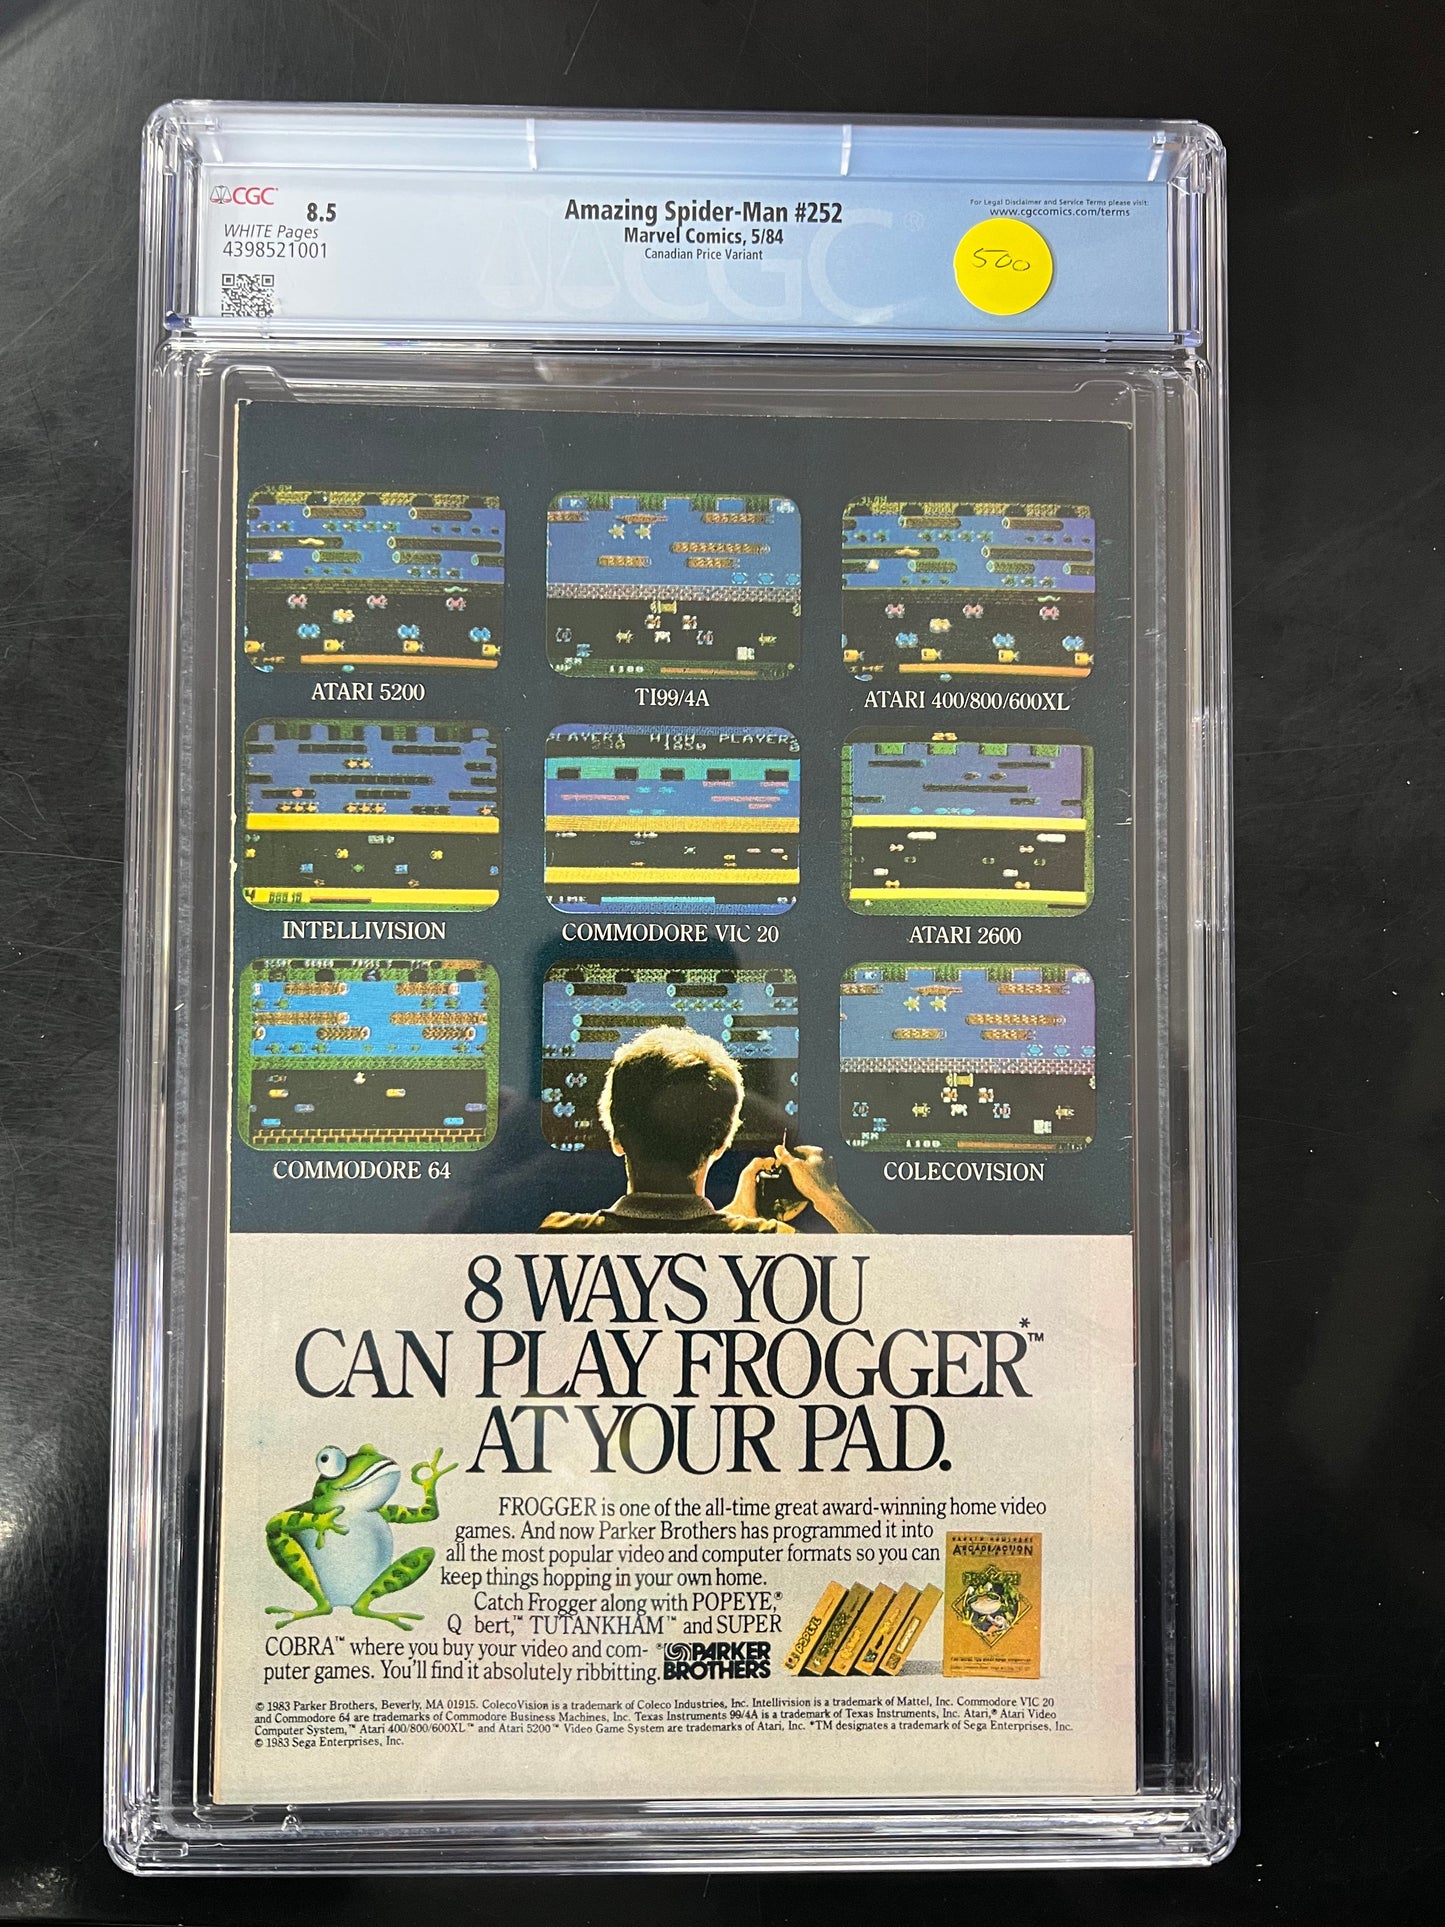 CGC
8.5
WHITE Pages
4398521001
Amazing Spider-Man #252
Marvel Comics, 5/84
Canadian Price Variant
For Legal Disclaimer and Service Terms please visit:
www.cgccomics.com/terms
500
CGC®
ATARI 5200
TI99/4A
ATARI 400/800/600XL
INTELLIVISION
COMMODORE VIC 20
ATARI 2600
COMMODORE 64
COLECOVISION
8 WAYS YOU
CAN PLAY FROGGER*™
AT YOUR PAD.
FROGGER is one of the all-time great award-winning home video
games. And now Parker Brothers has programmed it into
all the most popular video and computer formats so you can
keep things hopping in your own home.
Catch Frogger along with POPEYE,®
Q bert,™ TUTANKHAM™ and SUPER
COBRA™ where you buy your video and com-
puter games. You'll find it absolutely ribbitting.
PARKER
BROTHERS
ARCADE/ACTION
POPEYE
© 1983 Parker Brothers, Beverly, MA 01915. ColecoVision is a trademark of Coleco Industries, Inc. Intellivision is a trademark of Mattel, Inc. Commodore VIC 20
and Commodore 64 are trademarks of Commodore Business Machines, Inc. Texas Instruments 99/4A is a trademark of Texas Instruments, Inc. Atari,® Atari Video
Computer System,™ Atari 400/800/600XL™ and Atari 5200™ Video Game System are trademarks of Atari, Inc. *TM designates a trademark of Sega Enterprises, Inc.
© 1983 Sega Enterprises, Inc.